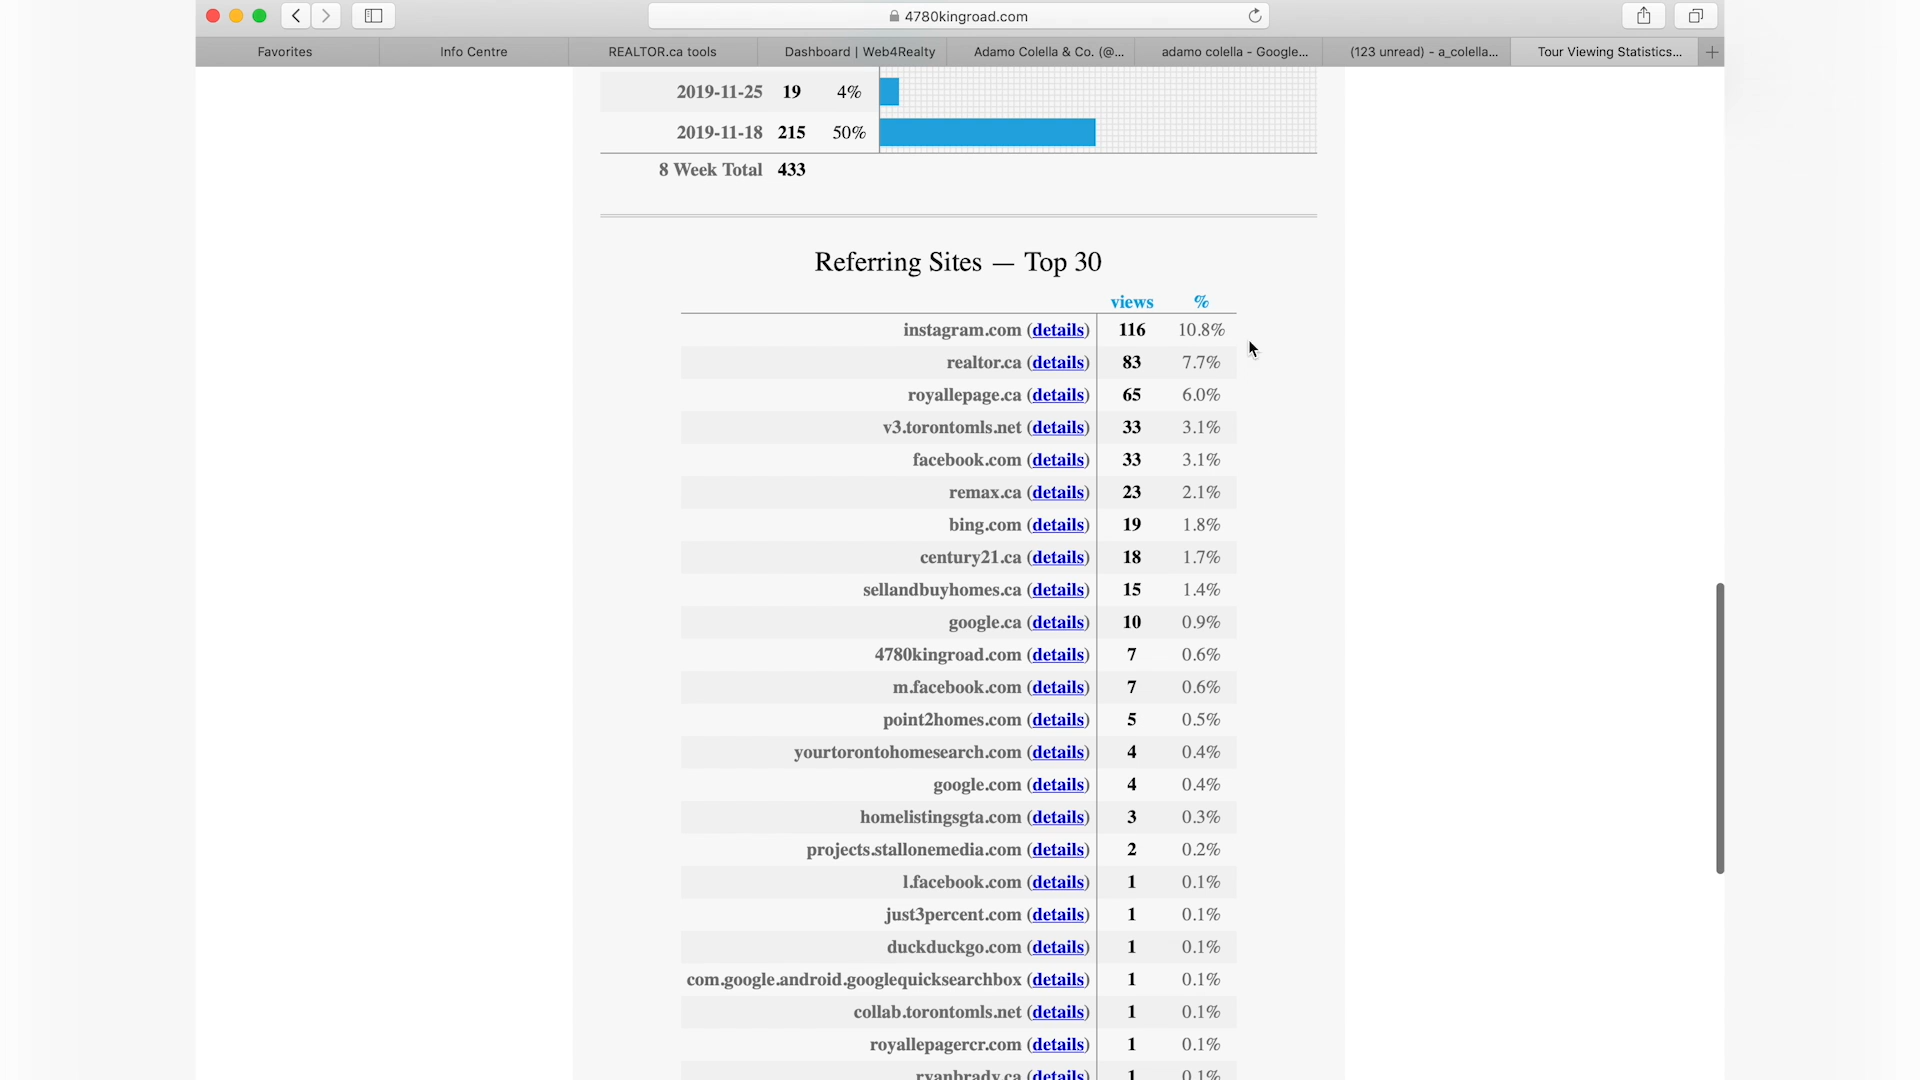 4780kingroad.com
Favorites Info Centre REALTOR.ca tools Dashboard | Web4Realty Adamo Colella & Co. (@... adamo colella - Google... (123 unread) - a_colella... Tour Viewing Statistics...
2019-11-25 19 4%
2019-11-18 215 50%
8 Week Total 433
Referring Sites — Top 30
views %
instagram.com (details) 116 10.8%
realtor.ca (details) 83 7.7%
royallepage.ca (details) 65 6.0%
v3.torontomls.net (details) 33 3.1%
facebook.com (details) 33 3.1%
remax.ca (details) 23 2.1%
bing.com (details) 19 1.8%
century21.ca (details) 18 1.7%
sellandbuyhomes.ca (details) 15 1.4%
google.ca (details) 10 0.9%
4780kingroad.com (details) 7 0.6%
m.facebook.com (details) 7 0.6%
point2homes.com (details) 5 0.5%
yourtorontohomesearch.com (details) 4 0.4%
google.com (details) 4 0.4%
homelistingsgta.com (details) 3 0.3%
projects.stallonemedia.com (details) 2 0.2%
l.facebook.com (details) 1 0.1%
just3percent.com (details) 1 0.1%
duckduckgo.com (details) 1 0.1%
com.google.android.googlequicksearchbox (details) 1 0.1%
collab.torontomls.net (details) 1 0.1%
royallepagercr.com (details) 1 0.1%
ryanbrady.ca (details) 1 0.1%